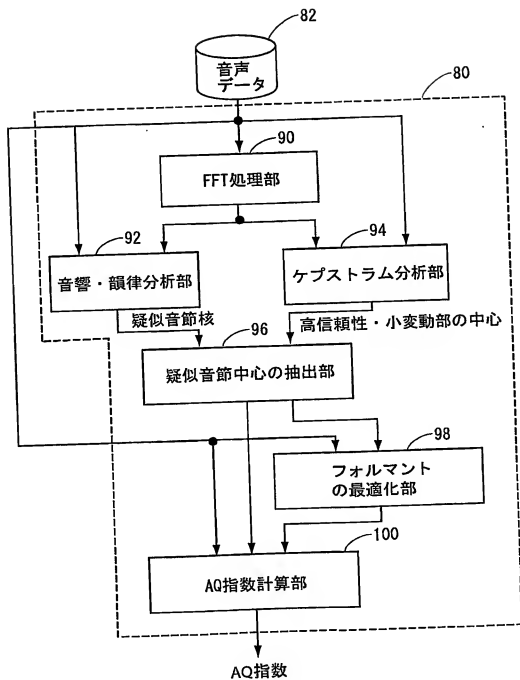 82
音声
データ
80
90
FFT処理部
92
94
音響・韻律分析部
ケプストラム分析部
疑似音節核
96
高信頼性・小変動部の中心
疑似音節中心の抽出部
98
フォルマント
の最適化部
100
AQ指数計算部
AQ指数